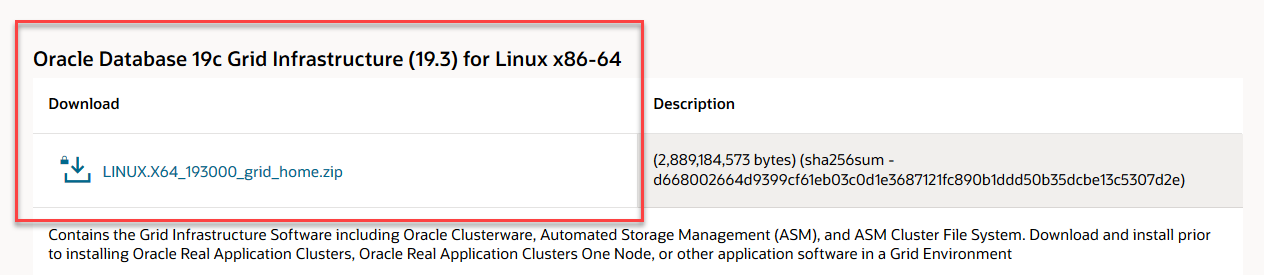 Oracle Database 19c Grid Infrastructure (19.3) for Linux x86-64
Download
Description
LINUX.X64_193000_grid_home.zip
(2,889,184,573 bytes) (sha256sum -
d668002664d9399cf61eb03c0d1e3687121fc890b1ddd50b35dcbe13c5307d2e)
Contains the Grid Infrastructure Software including Oracle Clusterware, Automated Storage Management (ASM), and ASM Cluster File System. Download and install prior
to installing Oracle Real Application Clusters, Oracle Real Application Clusters One Node, or other application software in a Grid Environment